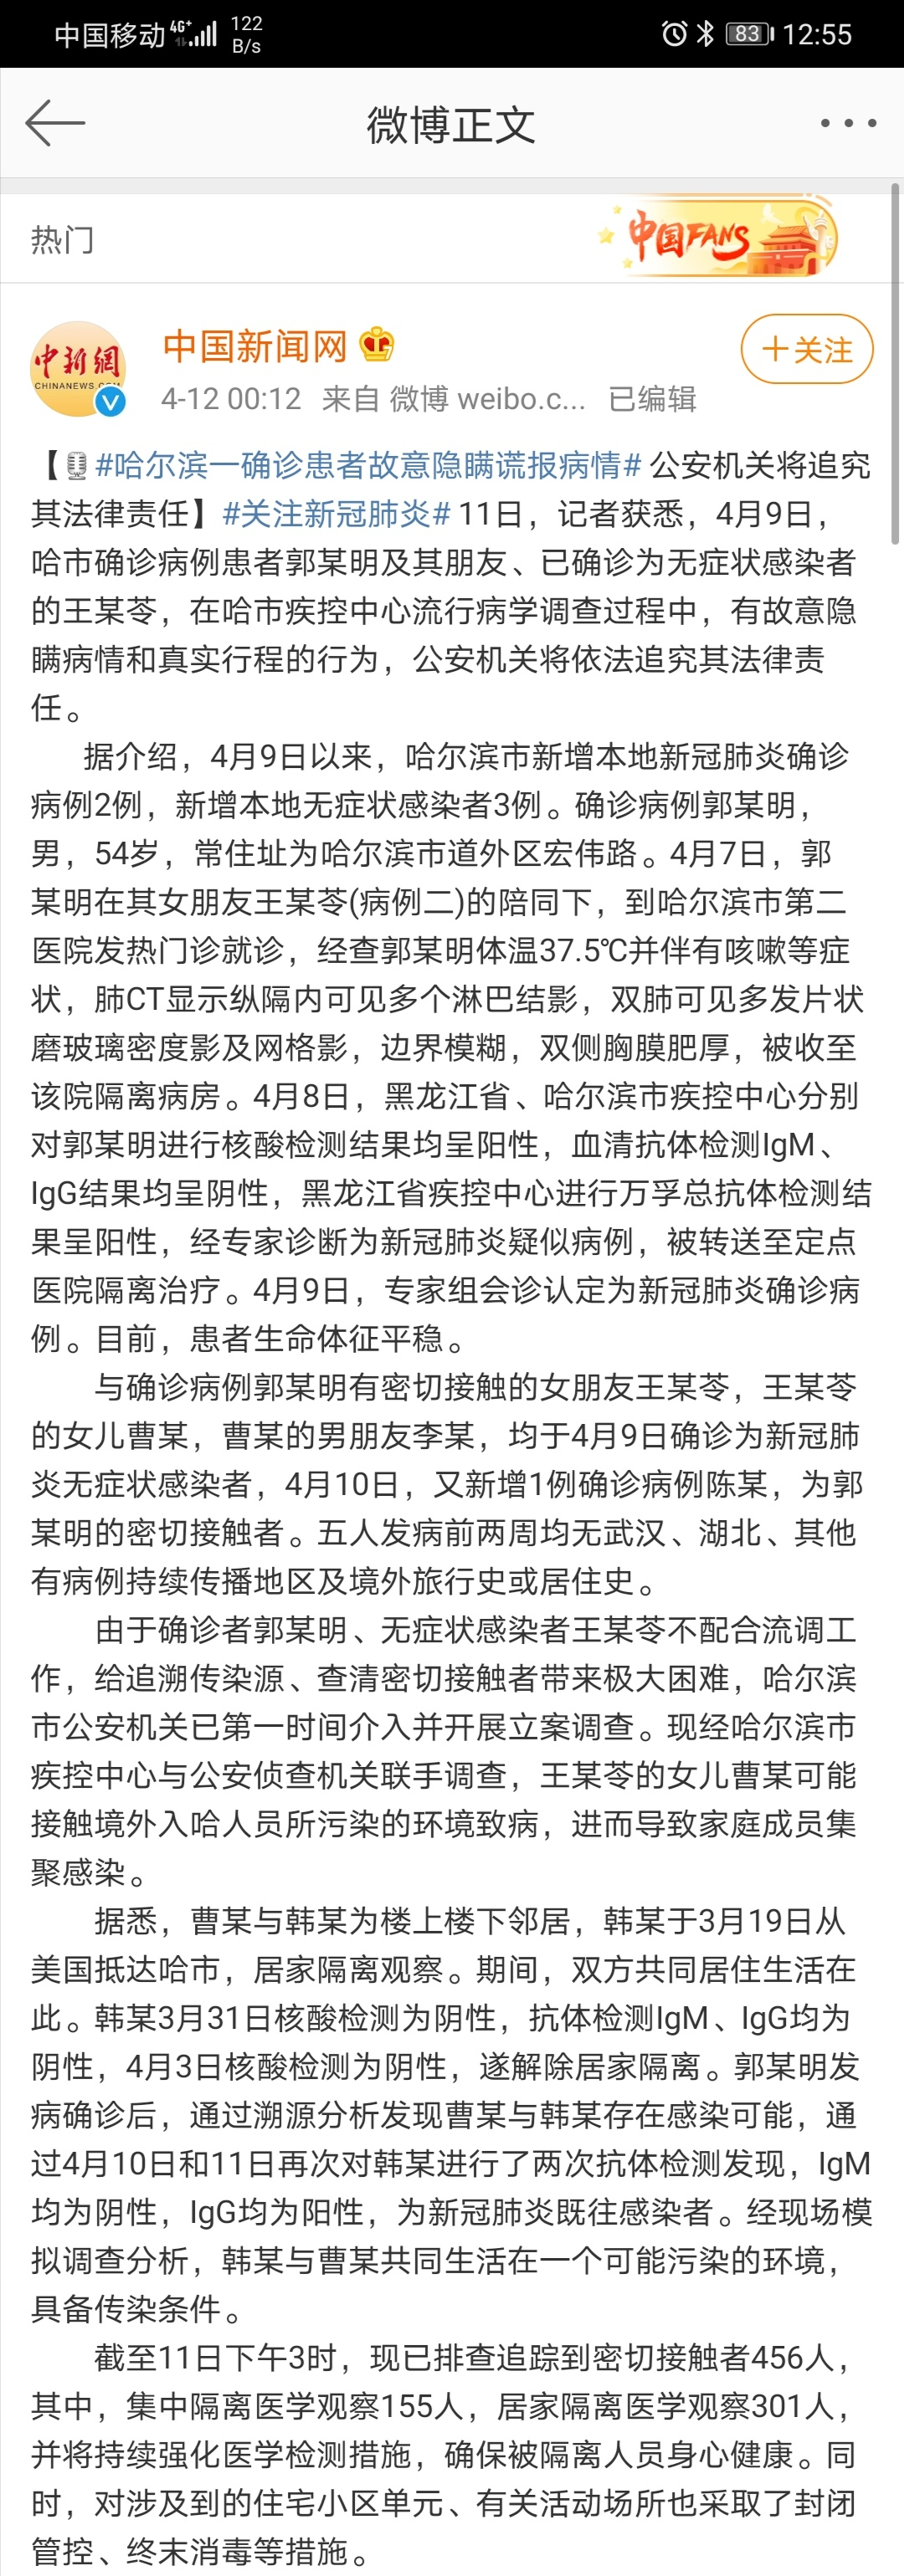 中国移动 4G+ 122 B/s 83 12:55
微博正文
热门 中国FANS
中新網 CHINANEWS.COM
中国新闻网
+关注
4-12 00:12 来自 微博 weibo.c... 已编辑
【#哈尔滨一确诊患者故意隐瞒谎报病情# 公安机关将追究
其法律责任】#关注新冠肺炎# 11日，记者获悉，4月9日，
哈市确诊病例患者郭某明及其朋友、已确诊为无症状感染者
的王某苓，在哈市疾控中心流行病学调查过程中，有故意隐
瞒病情和真实行程的行为，公安机关将依法追究其法律责
任。
据介绍，4月9日以来，哈尔滨市新增本地新冠肺炎确诊
病例2例，新增本地无症状感染者3例。确诊病例郭某明，
男，54岁，常住址为哈尔滨市道外区宏伟路。4月7日，郭
某明在其女朋友王某苓(病例二)的陪同下，到哈尔滨市第二
医院发热门诊就诊，经查郭某明体温37.5℃并伴有咳嗽等症
状，肺CT显示纵隔内可见多个淋巴结影，双肺可见多发片状
磨玻璃密度影及网格影，边界模糊，双侧胸膜肥厚，被收至
该院隔离病房。4月8日，黑龙江省、哈尔滨市疾控中心分别
对郭某明进行核酸检测结果均呈阳性，血清抗体检测IgM、
IgG结果均呈阴性，黑龙江省疾控中心进行万孚总抗体检测结
果呈阳性，经专家诊断为新冠肺炎疑似病例，被转送至定点
医院隔离治疗。4月9日，专家组会诊认定为新冠肺炎确诊病
例。目前，患者生命体征平稳。
与确诊病例郭某明有密切接触的女朋友王某苓，王某苓
的女儿曹某，曹某的男朋友李某，均于4月9日确诊为新冠肺
炎无症状感染者，4月10日，又新增1例确诊病例陈某，为郭
某明的密切接触者。五人发病前两周均无武汉、湖北、其他
有病例持续传播地区及境外旅行史或居住史。
由于确诊者郭某明、无症状感染者王某苓不配合流调工
作，给追溯传染源、查清密切接触者带来极大困难，哈尔滨
市公安机关已第一时间介入并开展立案调查。现经哈尔滨市
疾控中心与公安侦查机关联手调查，王某苓的女儿曹某可能
接触境外入哈人员所污染的环境致病，进而导致家庭成员集
聚感染。
据悉，曹某与韩某为楼上楼下邻居，韩某于3月19日从
美国抵达哈市，居家隔离观察。期间，双方共同居住生活在
此。韩某3月31日核酸检测为阴性，抗体检测IgM、IgG均为
阴性，4月3日核酸检测为阴性，遂解除居家隔离。郭某明发
病确诊后，通过溯源分析发现曹某与韩某存在感染可能，通
过4月10日和11日再次对韩某进行了两次抗体检测发现，IgM
均为阴性，IgG均为阳性，为新冠肺炎既往感染者。经现场模
拟调查分析，韩某与曹某共同生活在一个可能污染的环境，
具备传染条件。
截至11日下午3时，现已排查追踪到密切接触者456人，
其中，集中隔离医学观察155人，居家隔离医学观察301人，
并将持续强化医学检测措施，确保被隔离人员身心健康。同
时，对涉及到的住宅小区单元、有关活动场所也采取了封闭
管控、终末消毒等措施。